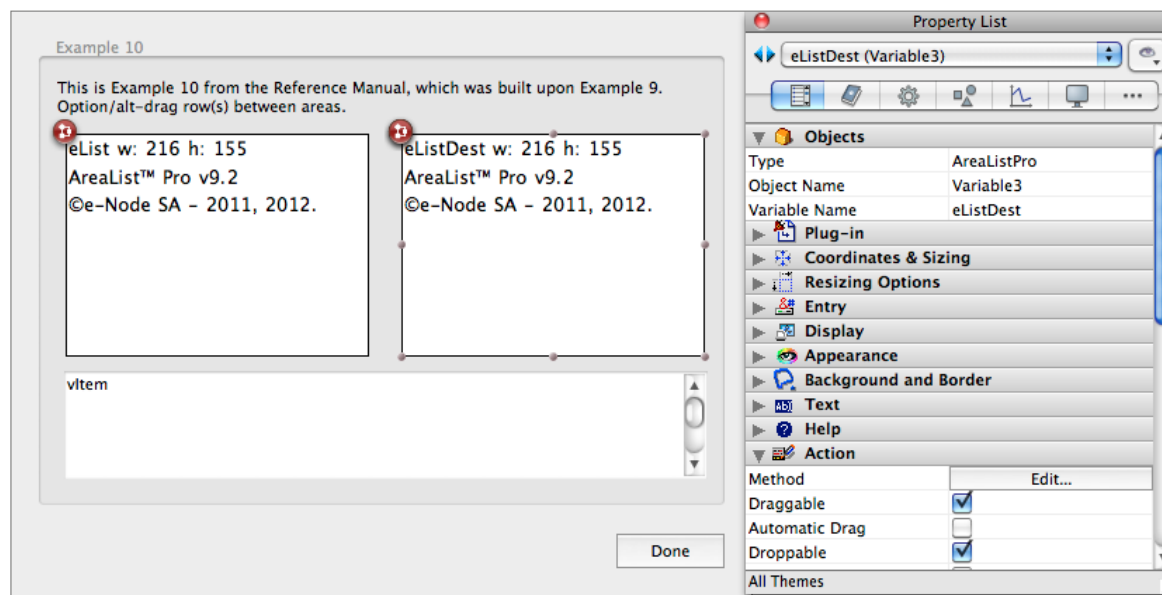 Example 10
This is Example 10 from the Reference Manual, which was built upon Example 9.
Option/alt-drag row(s) between areas.
eList w: 216 h: 155
AreaList™ Pro v9.2
©e-Node SA - 2011, 2012.
eListDest w: 216 h: 155
AreaList™ Pro v9.2
©e-Node SA - 2011, 2012.
vItem
Done
Property List
eListDest (Variable3)
Objects
Type AreaListPro
Object Name Variable3
Variable Name eListDest
Plug-in
Coordinates & Sizing
Resizing Options
Entry
Display
Appearance
Background and Border
Text
Help
Action
Method Edit...
Draggable
Automatic Drag
Droppable
All Themes